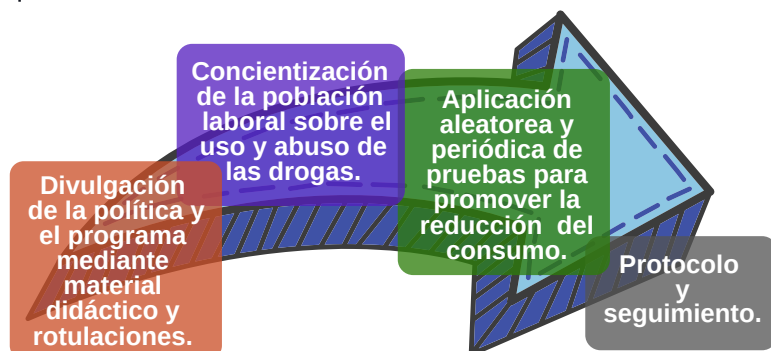 Divulgación
de la política y
el programa
mediante
material
didáctico y
rotulaciones.
Concientización
de la población
laboral sobre el
uso y abuso de
las drogas.
Aplicación
aleatorea y
periódica de
pruebas para
promover la
reducción del
consumo.
Protocolo
y
seguimiento.